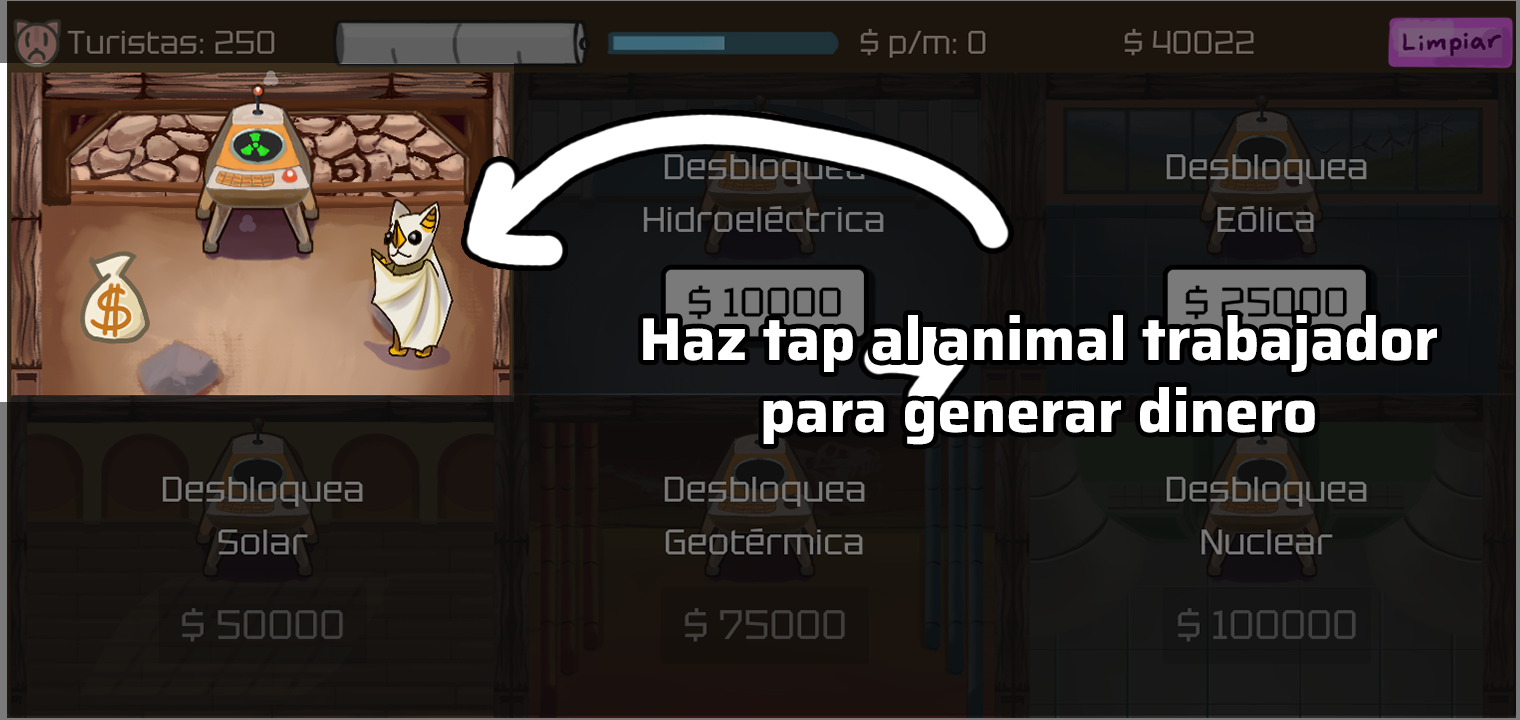 Turistas: 250
$ p/m: 0
$ 40022
Limpiar
Desbloquea
Hidroeléctrica
$ 10000
Desbloquea
Eólica
$ 25000
Haz tap al animal trabajador
para generar dinero
$
Desbloquea
Solar
$ 50000
Desbloquea
Geotérmica
$ 75000
Desbloquea
Nuclear
$ 100000